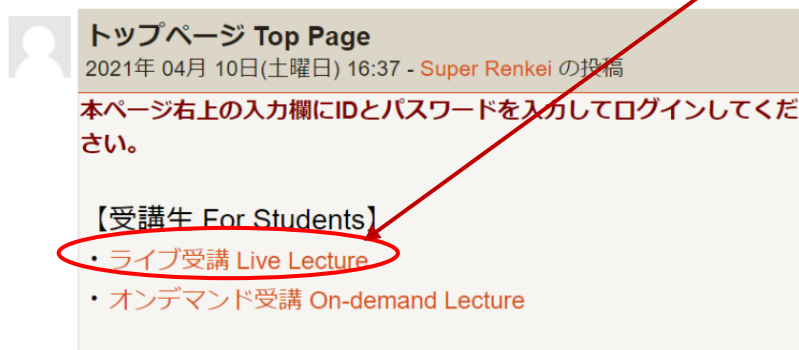 トップページ Top Page
2021年 04月 10日(土曜日) 16:37 - Super Renkei の投稿
本ページ右上の入力欄にIDとパスワードを入力してログインしてくだ
さい。
【受講生 For Students】
・ライブ受講 Live Lecture
・オンデマンド受講 On-demand Lecture